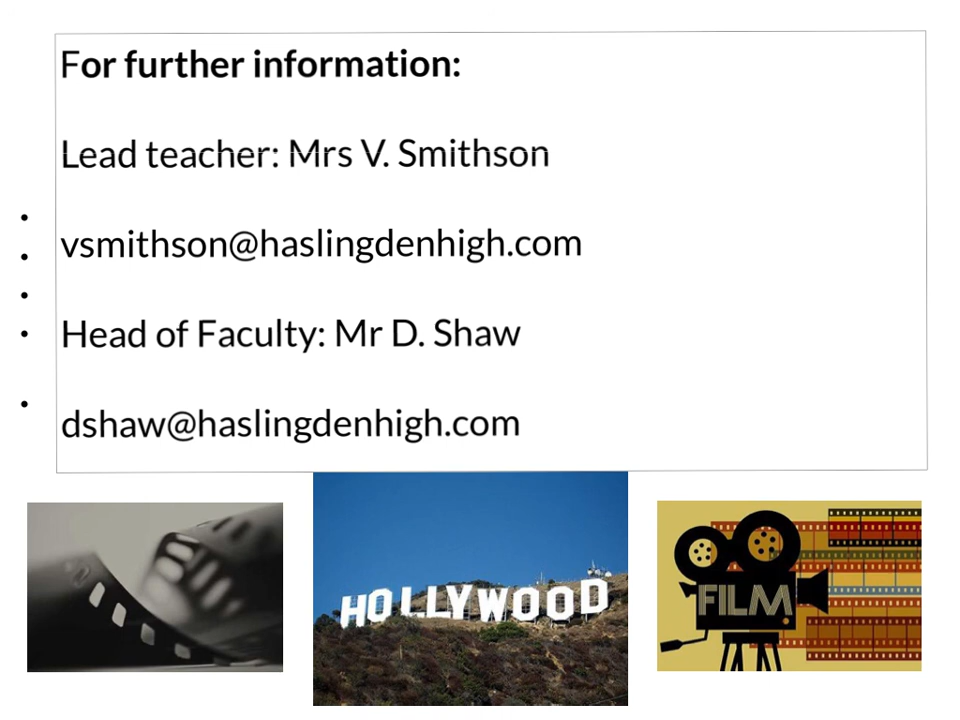 For further information:
Lead teacher: Mrs V. Smithson
vsmithson@haslingdenhigh.com
Head of Faculty: Mr D. Shaw
dshaw@haslingdenhigh.com
HOLLYWOOD
FILM